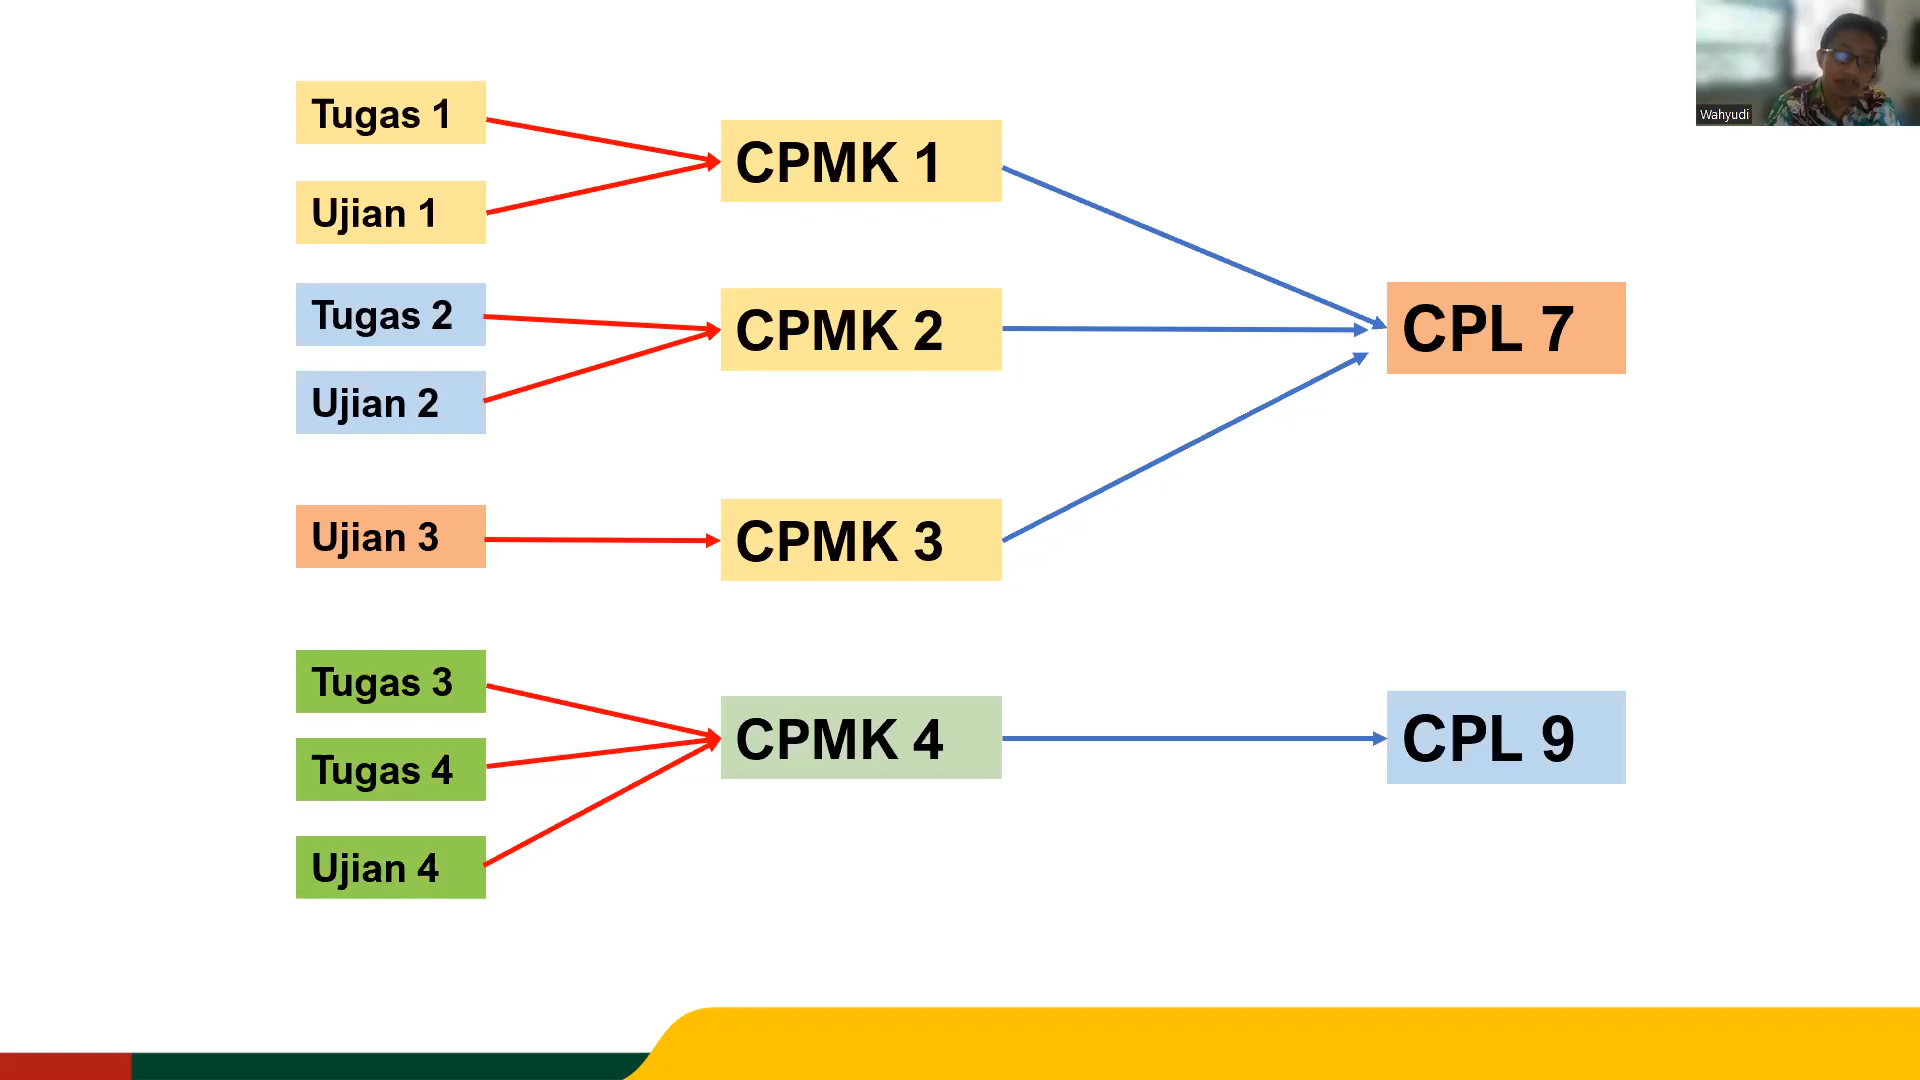 Tugas 1
Ujian 1
Tugas 2
Ujian 2
Ujian 3
Tugas 3
Tugas 4
Ujian 4
CPMK 1
CPMK 2
CPMK 3
CPMK 4
CPL 7
CPL 9
Wahyudi